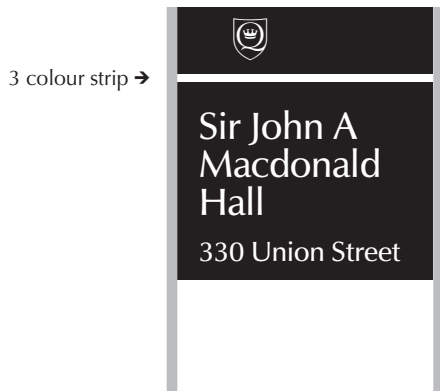 3 colour strip →
Sir John A
Macdonald
Hall
330 Union Street